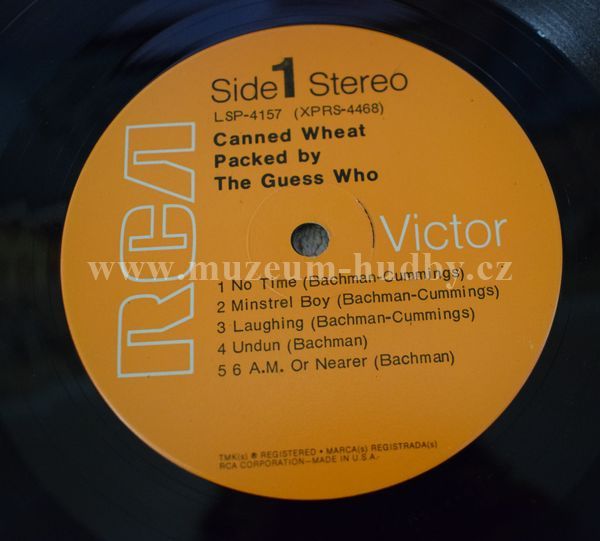 Side 1 Stereo
LSP-4157 (XPRS-4468)
Canned Wheat
Packed by
The Guess Who
RCA
Victor
www.muzeum-hudby.cz
1 No Time (Bachman-Cummings)
2 Minstrel Boy (Bachman-Cummings)
3 Laughing (Bachman-Cummings)
4 Undun (Bachman)
5 6 A.M. Or Nearer (Bachman)
TMK(s) ® REGISTERED • MARCA(s) REGISTRADA(s)
RCA CORPORATION–MADE IN U.S.A.